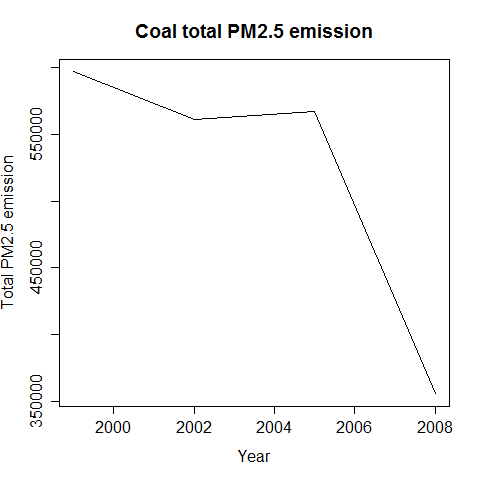 Coal total PM2.5 emission
Total PM2.5 emission
550000
450000
350000
2000 2002 2004 2006 2008
Year